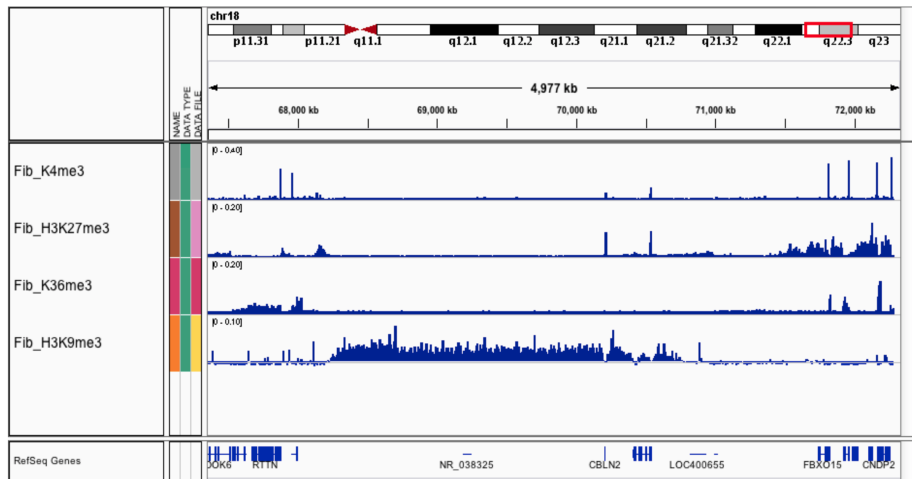 chr18
p11.31 p11.21 q11.1 q12.1 q12.2 q12.3 q21.1 q21.2 q21.32 q22.1 q22.3 q23
4,977 kb
68,000 kb 69,000 kb 70,000 kb 71,000 kb 72,000 kb
NAME
DATA TYPE
DATA FILE
Fib_K4me3
[0 - 0.40]
Fib_H3K27me3
[0 - 0.20]
Fib_K36me3
[0 - 0.20]
Fib_H3K9me3
[0 - 0.10]
RefSeq Genes
OOK6 RTTN NR_038325 CBLN2 LOC400655 FBXO15 CNDP2